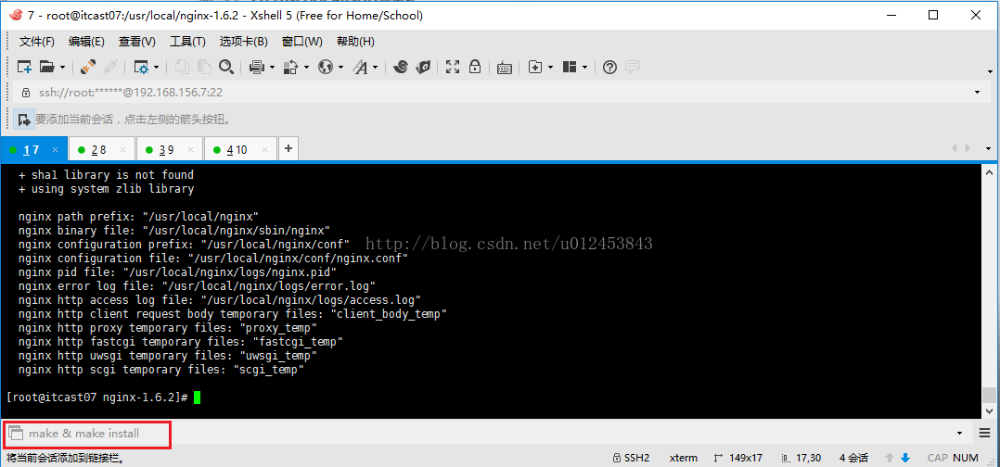 7 - root@itcast07:/usr/local/nginx-1.6.2 - Xshell 5 (Free for Home/School)
文件(F) 编辑(E) 查看(V) 工具(T) 选项卡(B) 窗口(W) 帮助(H)
ssh://root:******@192.168.156.7:22
要添加当前会话，点击左侧的箭头按钮。
1 7 × 2 8 × 3 9 × 4 10 × +
+ sha1 library is not found
+ using system zlib library
nginx path prefix: "/usr/local/nginx"
nginx binary file: "/usr/local/nginx/sbin/nginx"
nginx configuration prefix: "/usr/local/nginx/conf"
http://blog.csdn.net/u012453843
nginx configuration file: "/usr/local/nginx/conf/nginx.conf"
nginx pid file: "/usr/local/nginx/logs/nginx.pid"
nginx error log file: "/usr/local/nginx/logs/error.log"
nginx http access log file: "/usr/local/nginx/logs/access.log"
nginx http client request body temporary files: "client_body_temp"
nginx http proxy temporary files: "proxy_temp"
nginx http fastcgi temporary files: "fastcgi_temp"
nginx http uwsgi temporary files: "uwsgi_temp"
nginx http scgi temporary files: "scgi_temp"
[root@itcast07 nginx-1.6.2]#
make & make install
将当前会话添加到链接栏。 SSH2 xterm 149x17 17,30 4 会话 CAP NUM